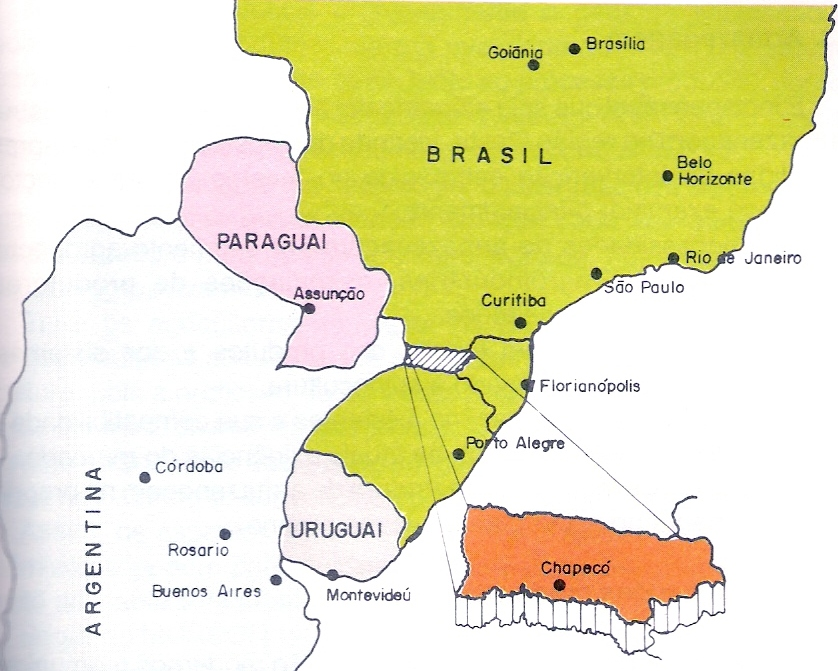 Goiânia
Brasília
BRASIL
Belo
Horizonte
PARAGUAI
Rio de Janeiro
Assunção
São Paulo
Curitiba
Florianópolis
Porto Alegre
Córdoba
ARGENTINA
URUGUAI
Rosario
Chapecó
Buenos Aires
Montevideú